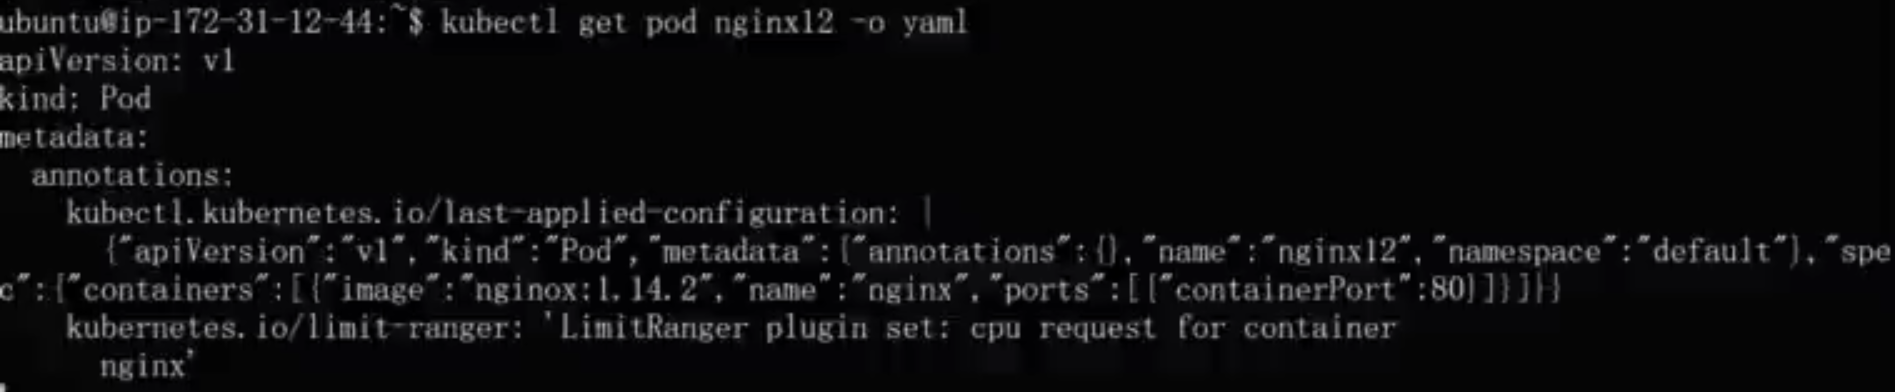 ubuntu@ip-172-31-12-44:~$ kubectl get pod nginx12 -o yaml
apiVersion: v1
kind: Pod
metadata:
  annotations:
    kubectl.kubernetes.io/last-applied-configuration: |
      {"apiVersion":"v1","kind":"Pod","metadata":{"annotations":{},"name":"nginx12","namespace":"default"},"spe
c":{"containers":[{"image":"nginox:1.14.2","name":"nginx","ports":[{"containerPort":80}]}]}}
    kubernetes.io/limit-ranger: 'LimitRanger plugin set: cpu request for container
      nginx'